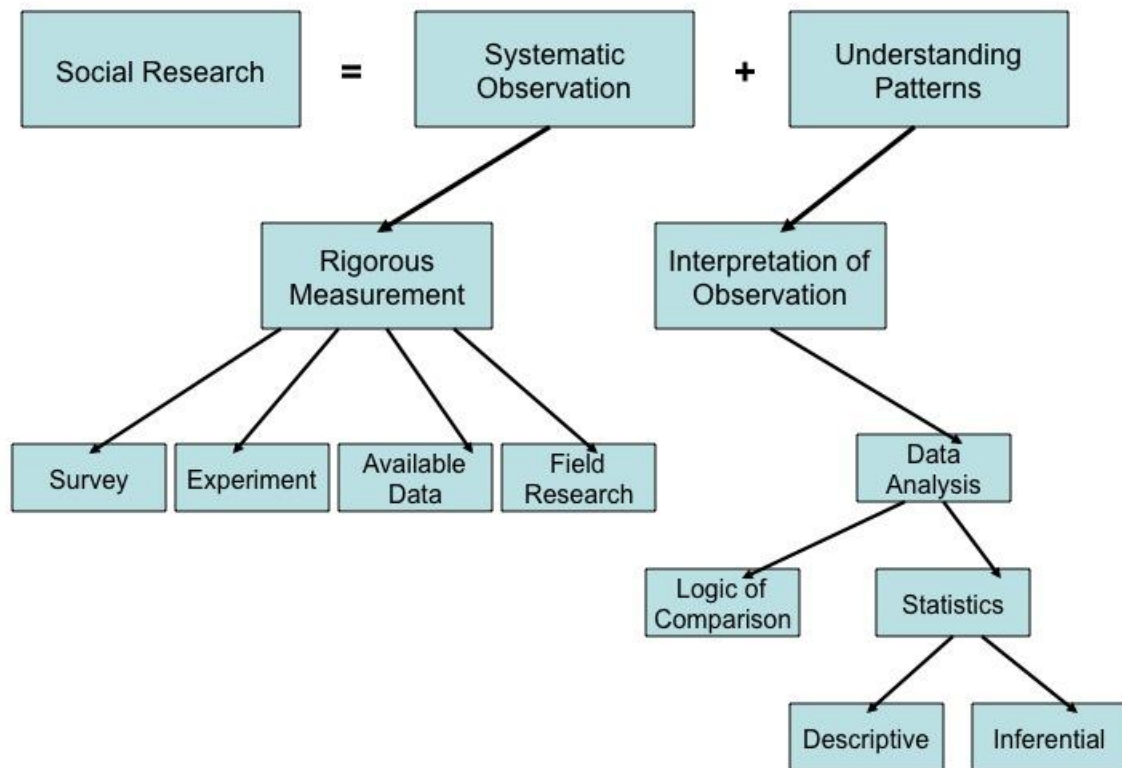 Social Research
=
Systematic
Observation
+
Understanding
Patterns
Rigorous
Measurement
Interpretation of
Observation
Survey
Experiment
Available
Data
Field
Research
Data
Analysis
Logic of
Comparison
Statistics
Descriptive
Inferential